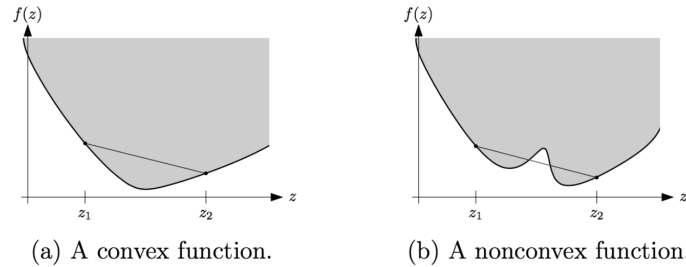 f(z)
z
z₁
z₂
(a) A convex function.
f(z)
z
z₁
z₂
(b) A nonconvex function.